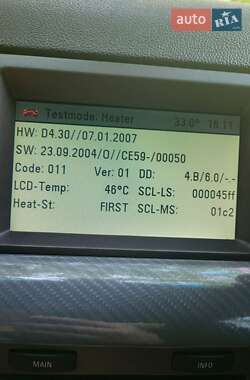 auto RIA .com
Testmode: Heater 33.0° 16:11
HW: D4.30//07.01.2007
SW: 23.09.2004/O//CE59-/00050
Code: 011 Ver: 01 DD: 4.B/6.0/-.-
LCD-Temp: 46°C SCL-LS: 000045ff
Heat-St: FIRST SCL-MS: 01c2
MAIN INFO